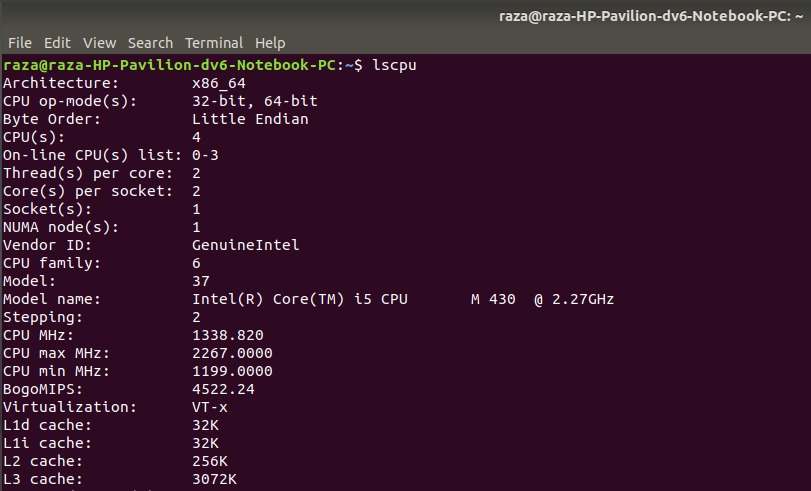 raza@raza-HP-Pavilion-dv6-Notebook-PC: ~
File Edit View Search Terminal Help
raza@raza-HP-Pavilion-dv6-Notebook-PC:~$ lscpu
Architecture:        x86_64
CPU op-mode(s):      32-bit, 64-bit
Byte Order:          Little Endian
CPU(s):              4
On-line CPU(s) list: 0-3
Thread(s) per core:  2
Core(s) per socket:  2
Socket(s):           1
NUMA node(s):        1
Vendor ID:           GenuineIntel
CPU family:          6
Model:               37
Model name:          Intel(R) Core(TM) i5 CPU       M 430  @ 2.27GHz
Stepping:            2
CPU MHz:             1338.820
CPU max MHz:         2267.0000
CPU min MHz:         1199.0000
BogoMIPS:            4522.24
Virtualization:      VT-x
L1d cache:           32K
L1i cache:           32K
L2 cache:            256K
L3 cache:            3072K